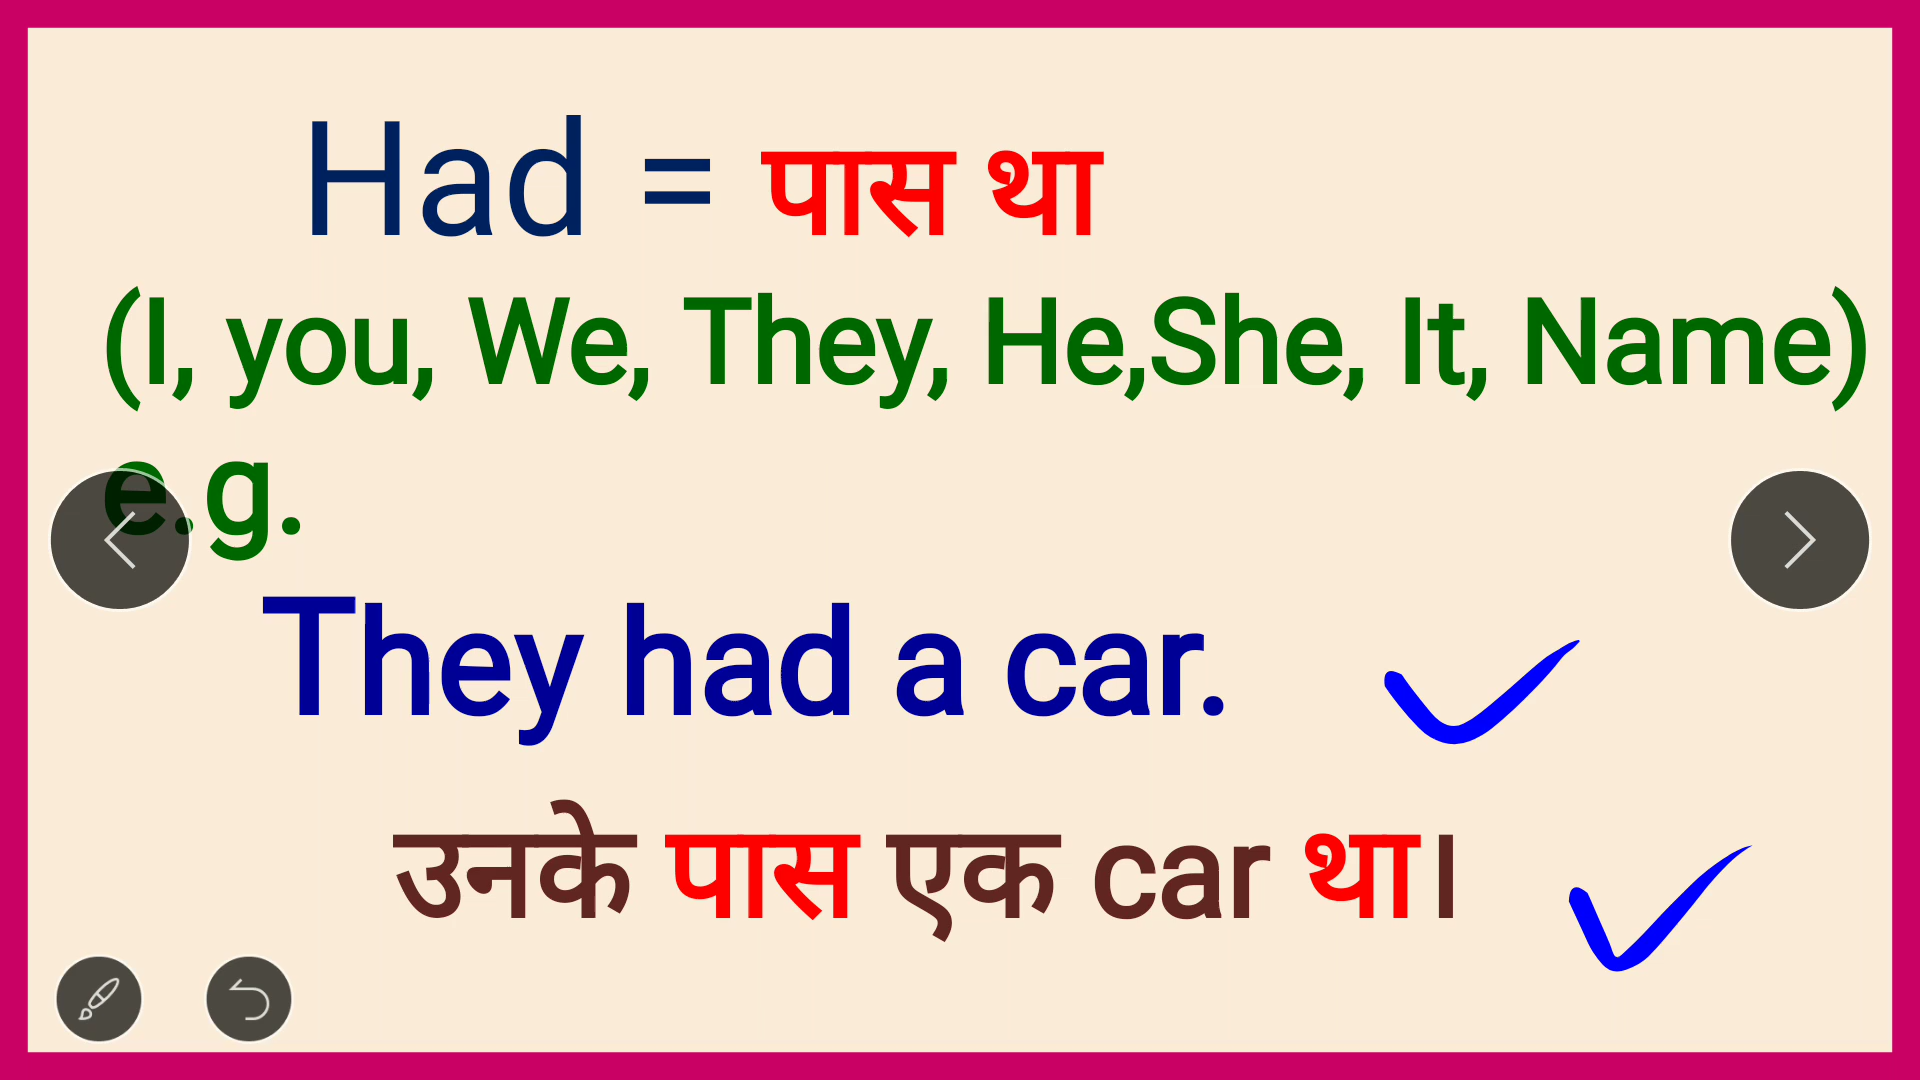 Had = पास था
(I, you, We, They, He,She, It, Name)
e.g.
They had a car.
उनके पास एक car था।